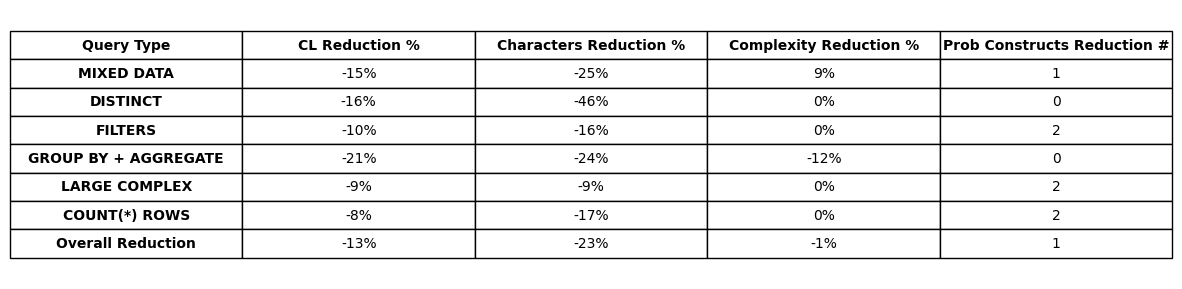 Query Type CL Reduction % Characters Reduction % Complexity Reduction % Prob Constructs Reduction #
MIXED DATA -15% -25% 9% 1
DISTINCT -16% -46% 0% 0
FILTERS -10% -16% 0% 2
GROUP BY + AGGREGATE -21% -24% -12% 0
LARGE COMPLEX -9% -9% 0% 2
COUNT(*) ROWS -8% -17% 0% 2
Overall Reduction -13% -23% -1% 1